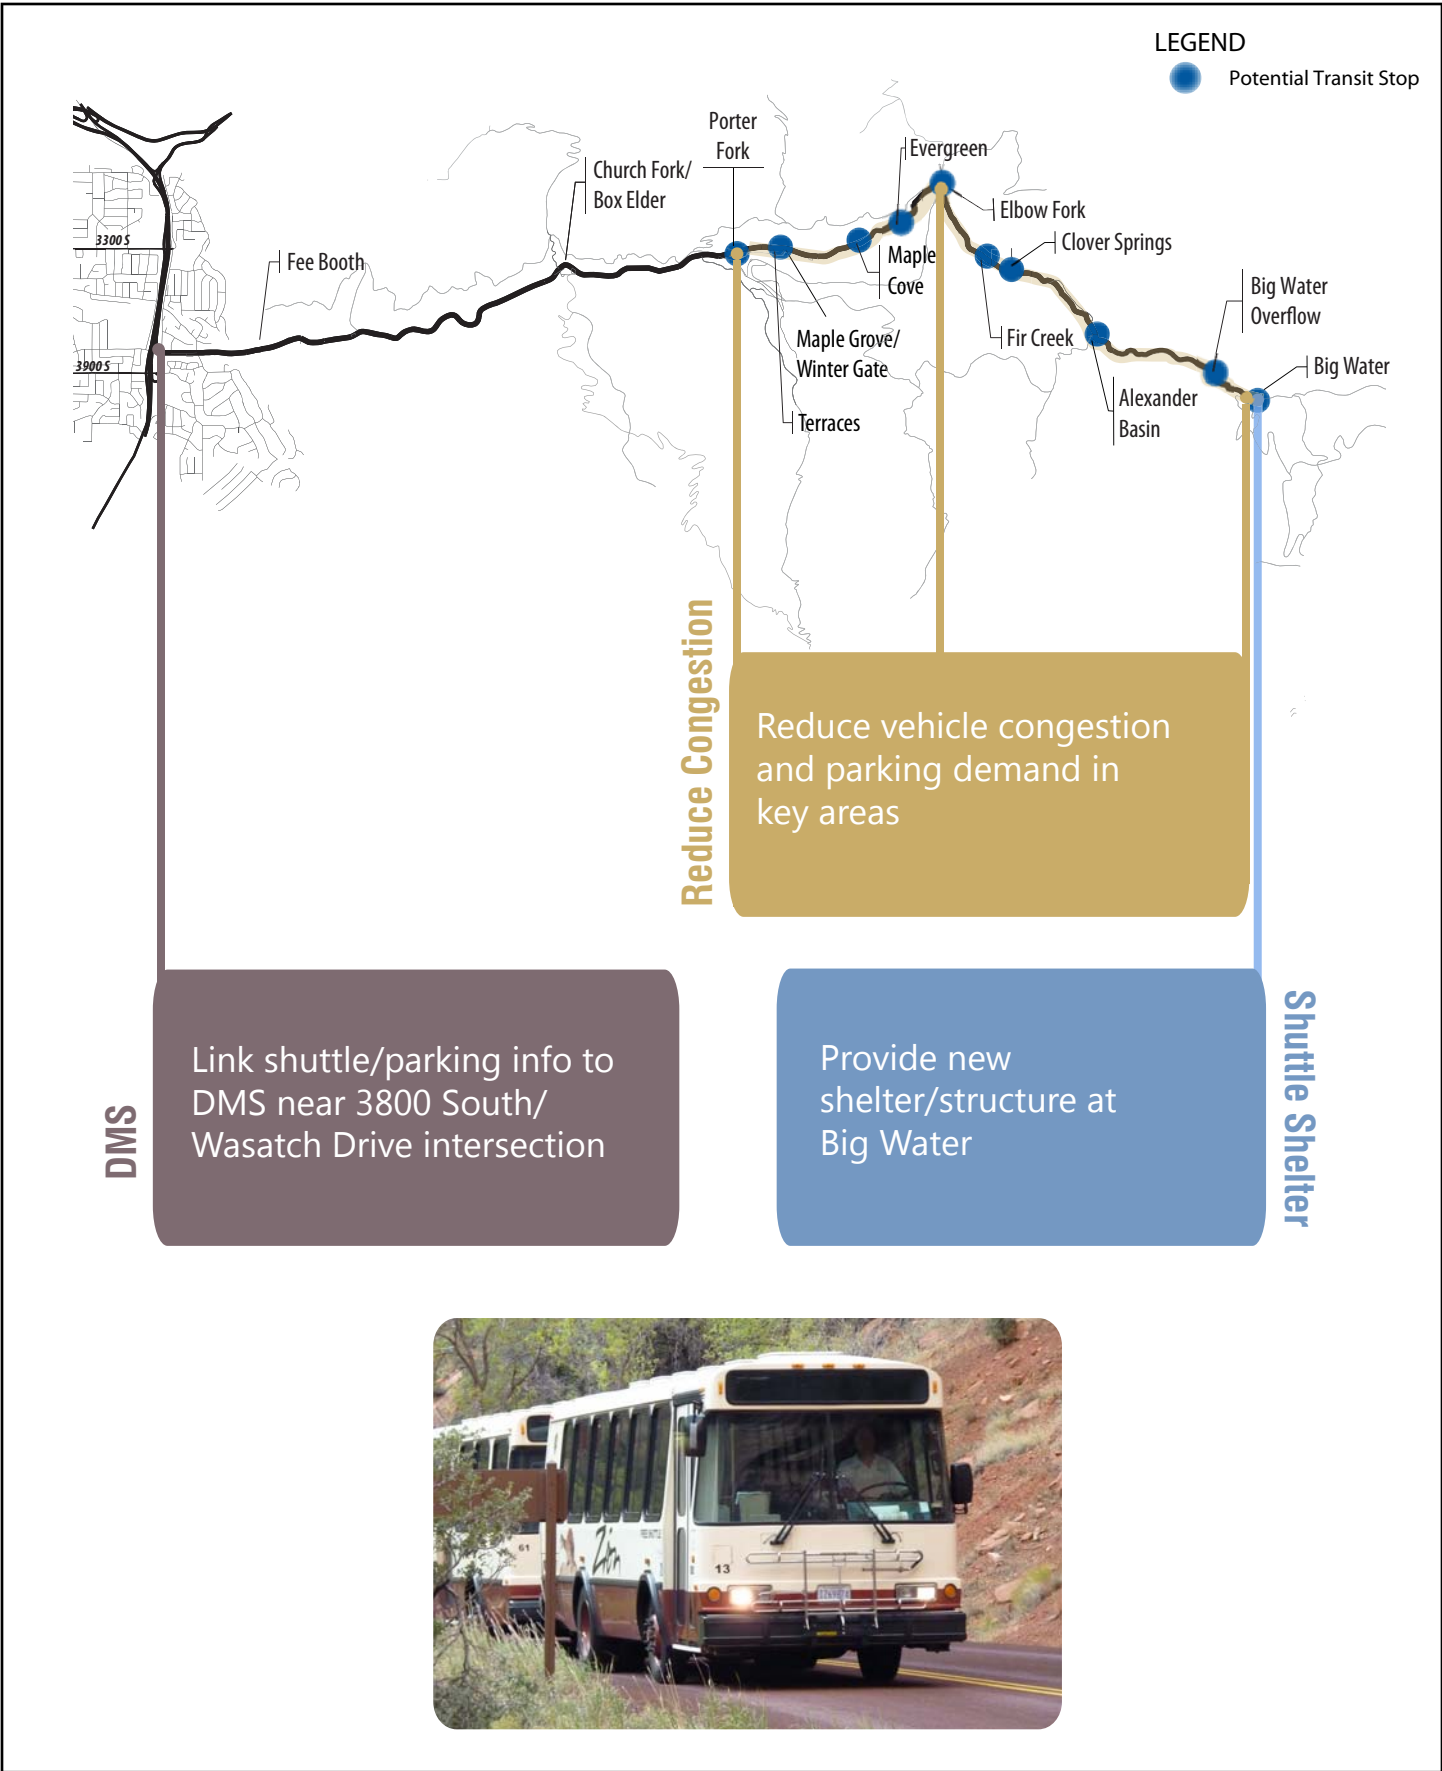 LEGEND
Potential Transit Stop
Porter
Fork
Evergreen
Church Fork/
Box Elder
Elbow Fork
Clover Springs
3300 S
Fee Booth
Maple
Cove
Big Water
Overflow
Maple Grove/
Winter Gate
Fir Creek
3900 S
Big Water
Alexander
Basin
Terraces
Reduce Congestion
Reduce vehicle congestion
and parking demand in
key areas
DMS
Link shuttle/parking info to
DMS near 3800 South/
Wasatch Drive intersection
Provide new
shelter/structure at
Big Water
Shuttle Shelter
61
Zion
13